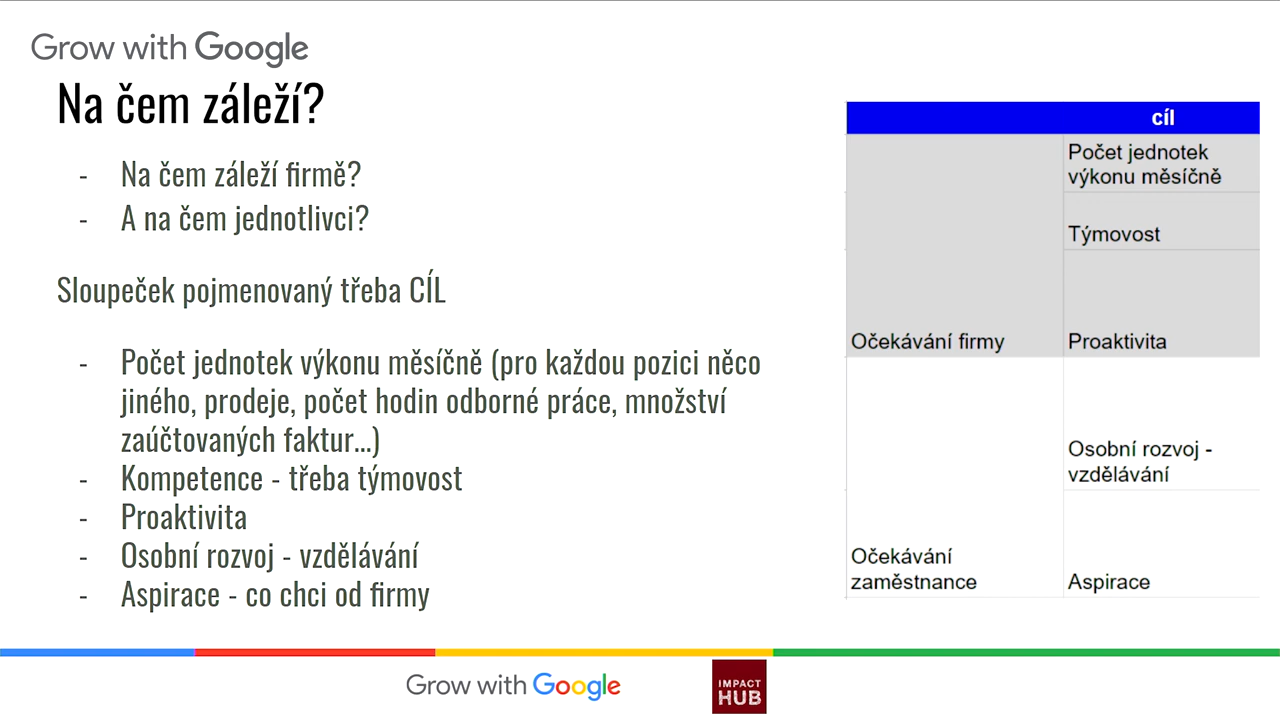 Grow with Google
Na čem záleží?
- Na čem záleží firmě?
- A na čem jednotlivci?
Sloupeček pojmenovaný třeba CÍL
- Počet jednotek výkonu měsíčně (pro každou pozici něco
jiného, prodeje, počet hodin odborné práce, množství
zaúčtovaných faktur...)
- Kompetence - třeba týmovost
- Proaktivita
- Osobní rozvoj - vzdělávání
- Aspirace - co chci od firmy
cíl
Počet jednotek
výkonu měsíčně
Týmovost
Očekávání firmy
Proaktivita
Osobní rozvoj -
vzdělávání
Očekávání
zaměstnance
Aspirace
Grow with Google
IMPACT
HUB